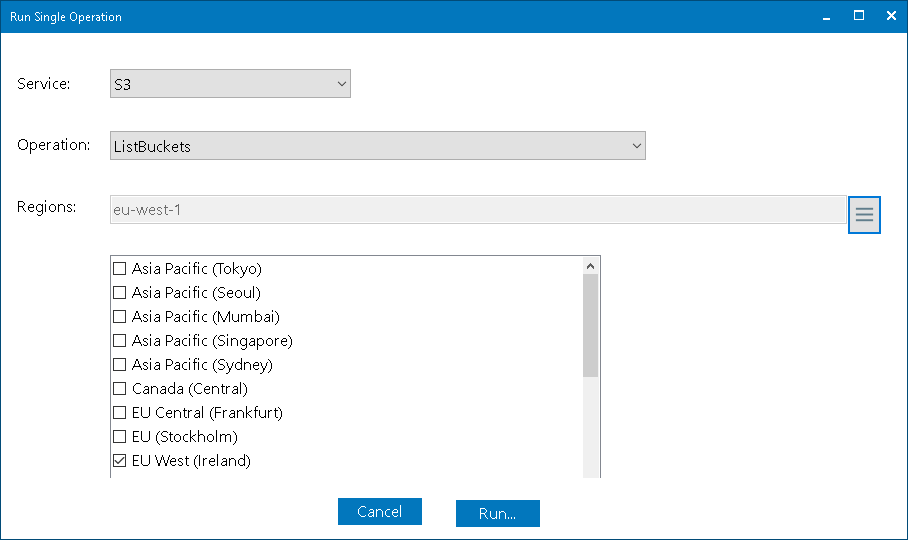 Run Single Operation
Service: S3
Operation: ListBuckets
Regions: eu-west-1
Asia Pacific (Tokyo)
Asia Pacific (Seoul)
Asia Pacific (Mumbai)
Asia Pacific (Singapore)
Asia Pacific (Sydney)
Canada (Central)
EU Central (Frankfurt)
EU (Stockholm)
EU West (Ireland)
Cancel Run...